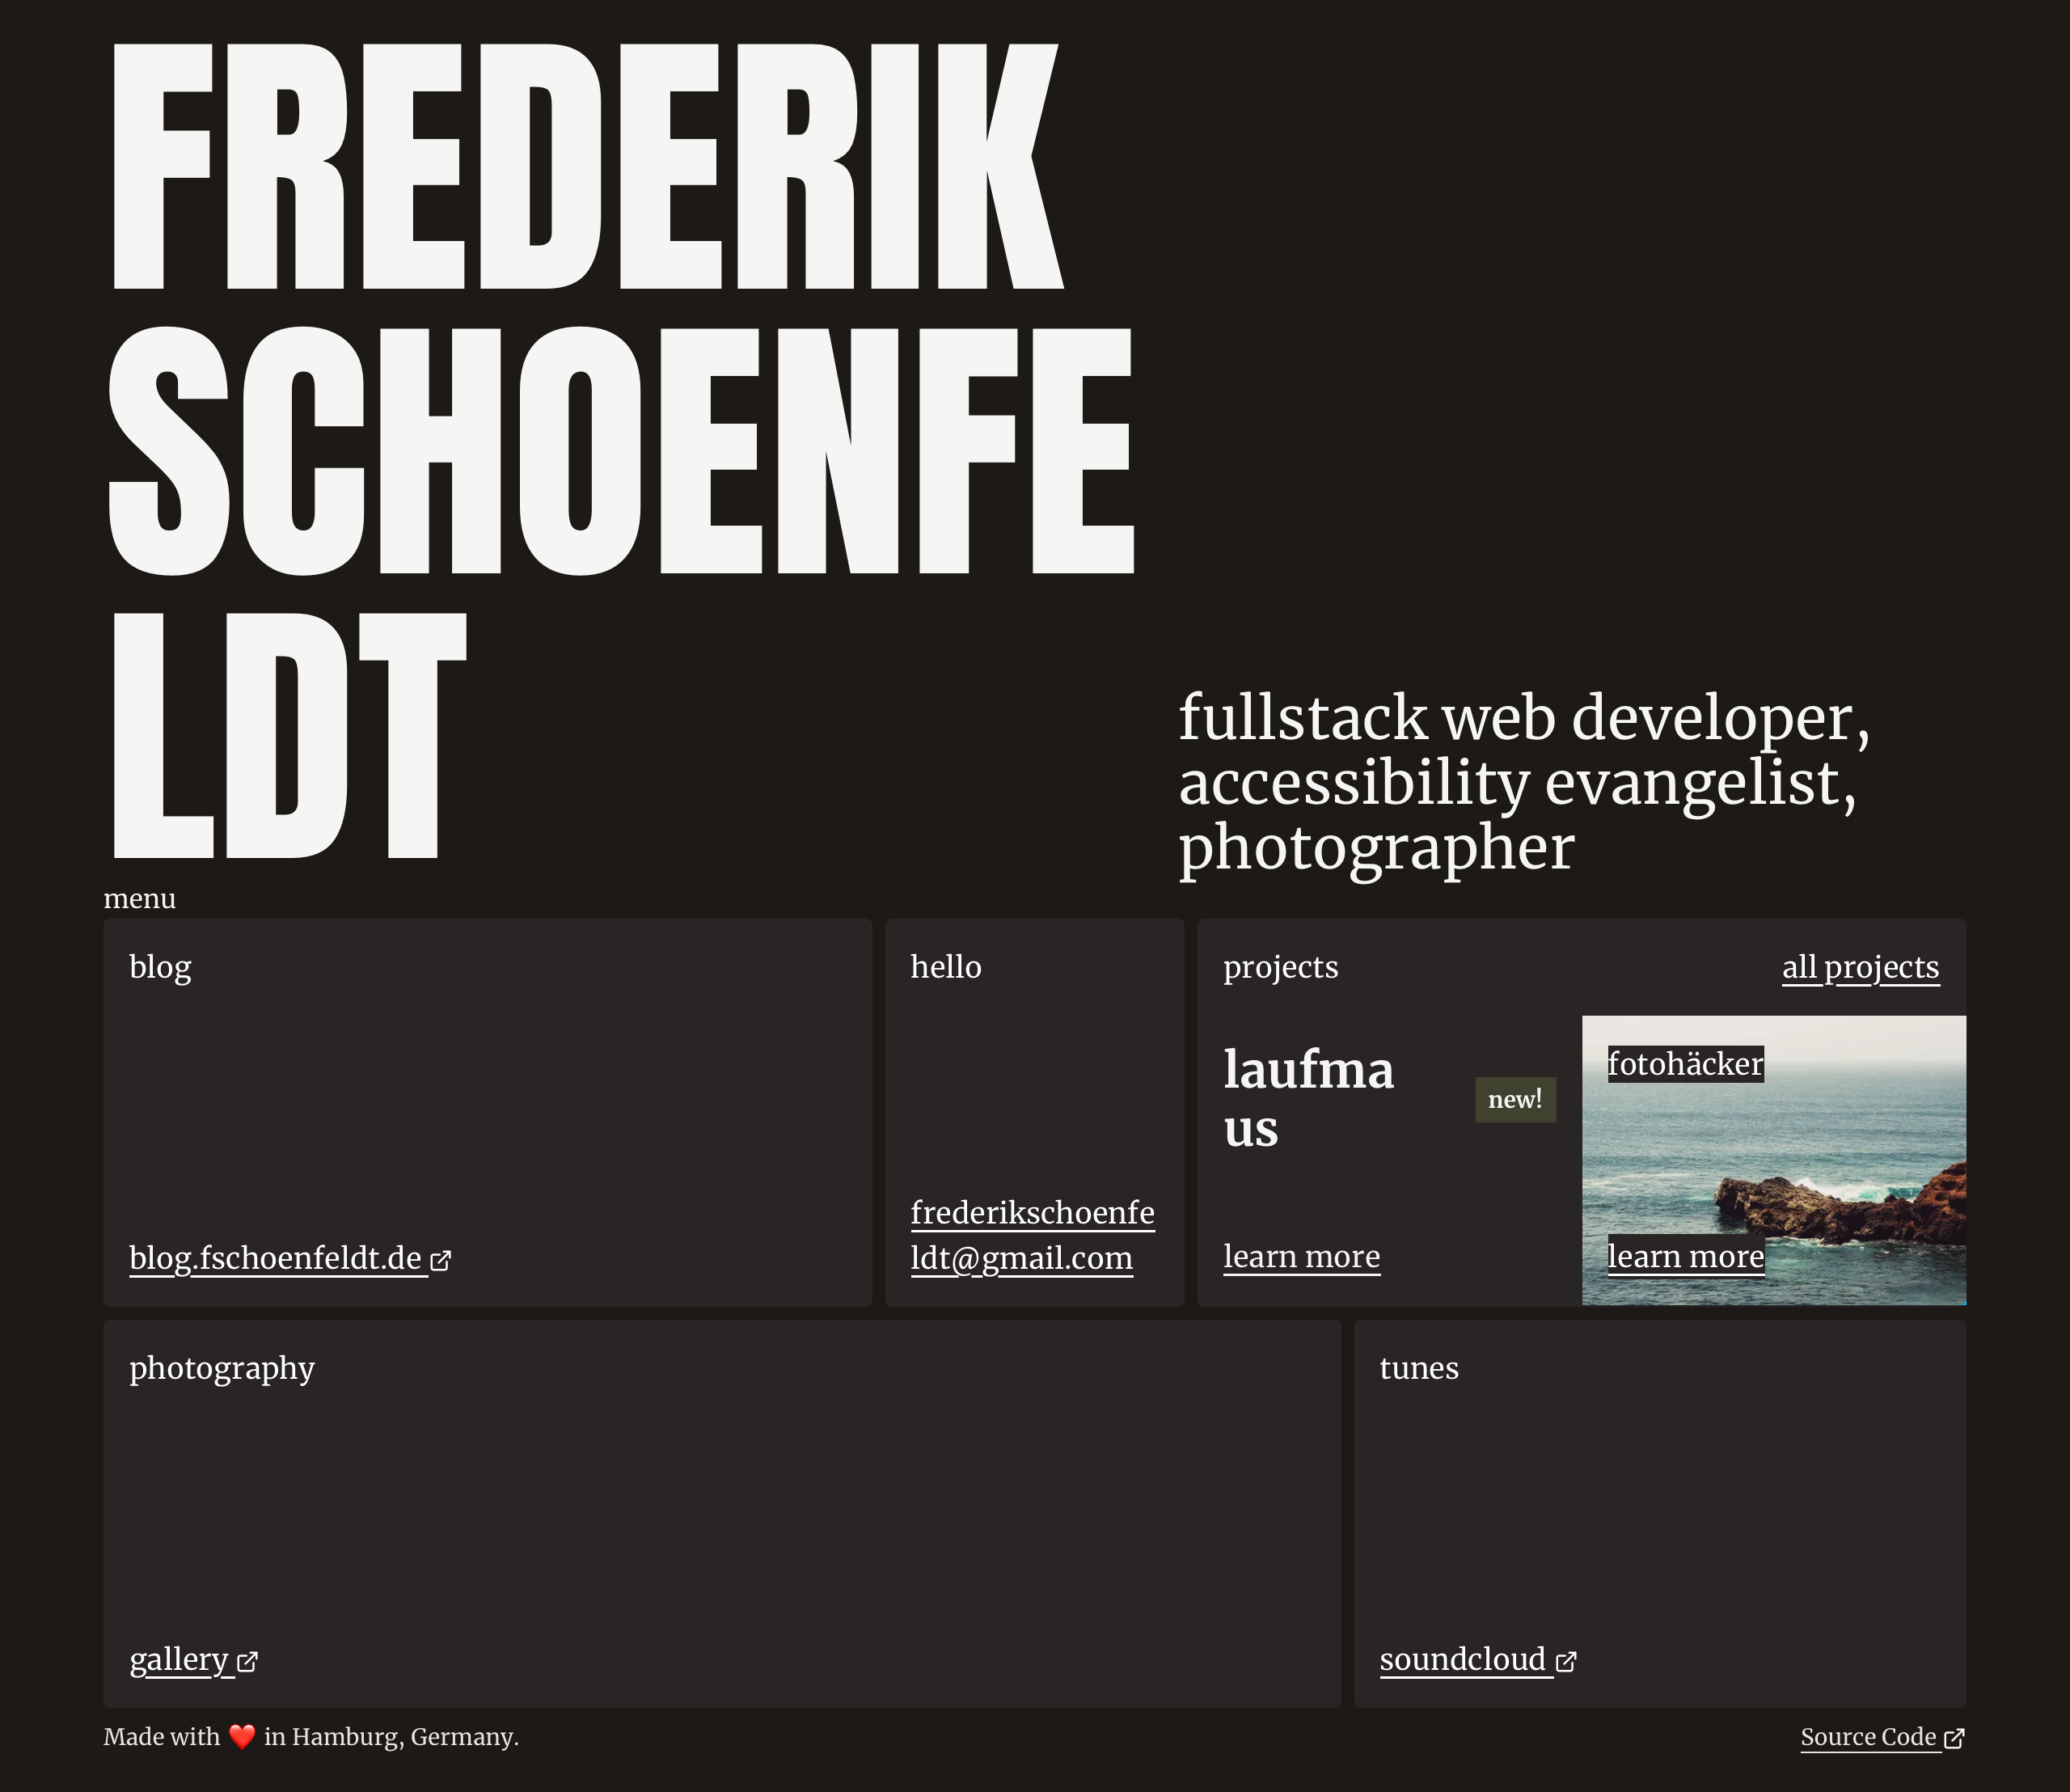 FREDERIK
SCHOENFE
LDT
fullstack web developer,
accessibility evangelist,
photographer
menu
blog
blog.fschoenfeldt.de
hello
frederikschoenfe
ldt@gmail.com
projects
all projects
laufma
us
new!
learn more
fotohäcker
learn more
photography
gallery
tunes
soundcloud
Made with ❤️ in Hamburg, Germany.
Source Code